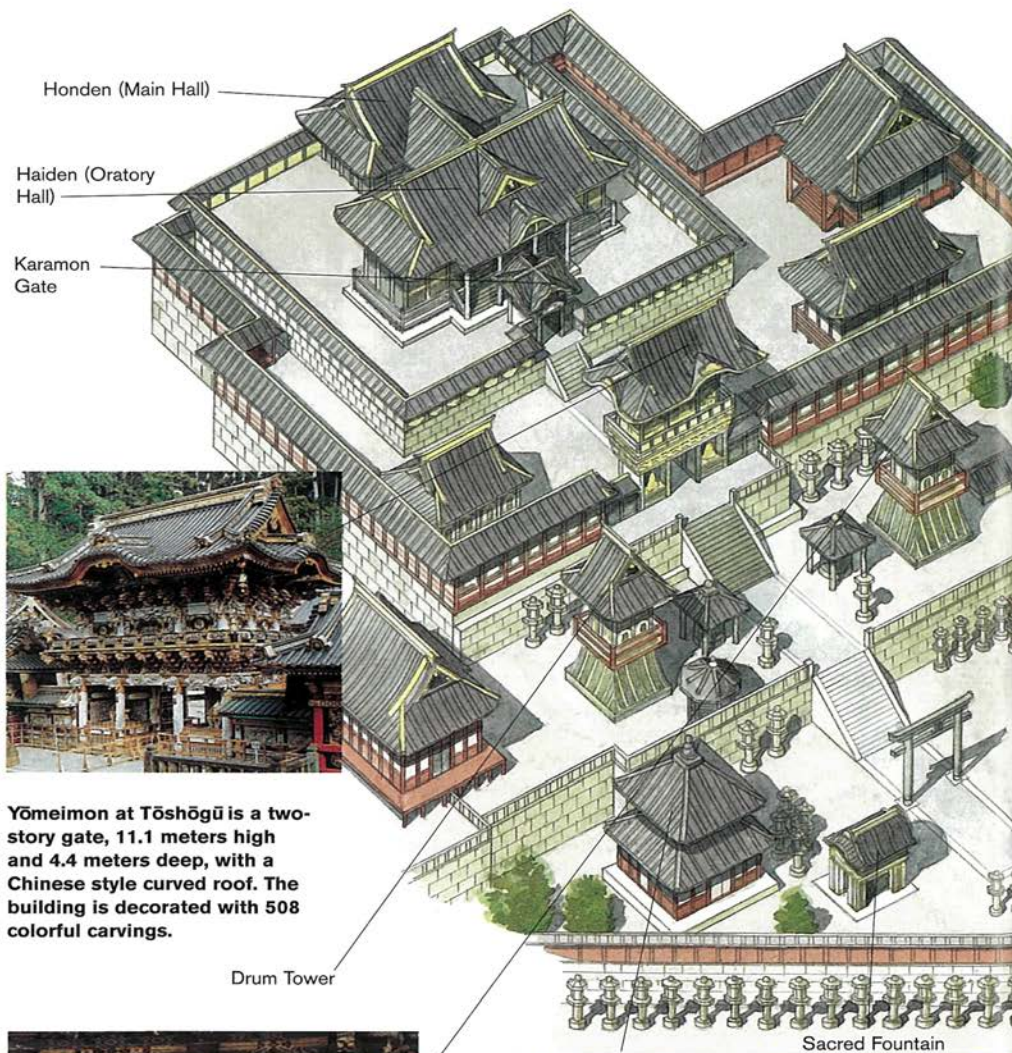 Honden (Main Hall)
Haiden (Oratory
Hall)
Karamon
Gate
Yōmeimon at Tōshōgū is a two-
story gate, 11.1 meters high
and 4.4 meters deep, with a
Chinese style curved roof. The
building is decorated with 508
colorful carvings.
Drum Tower
Sacred Fountain